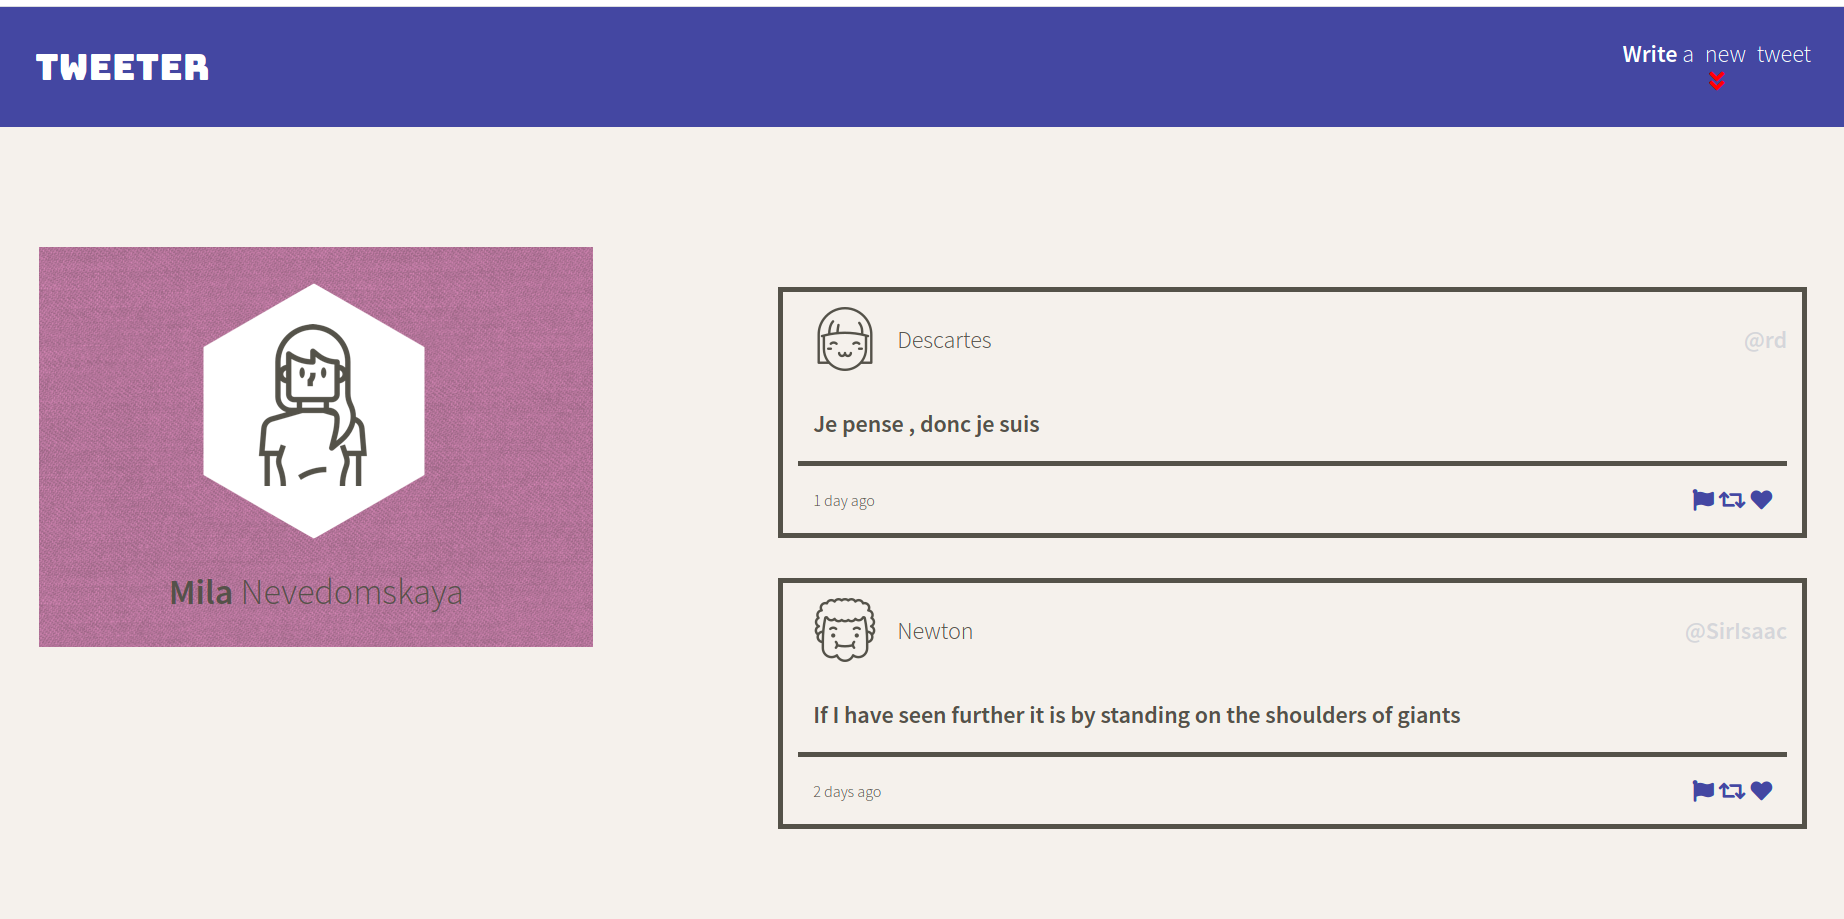 TWEETER
Write a new tweet
Mila Nevedomskaya
Descartes
@rd
Je pense , donc je suis
1 day ago
Newton
@SirIsaac
If I have seen further it is by standing on the shoulders of giants
2 days ago